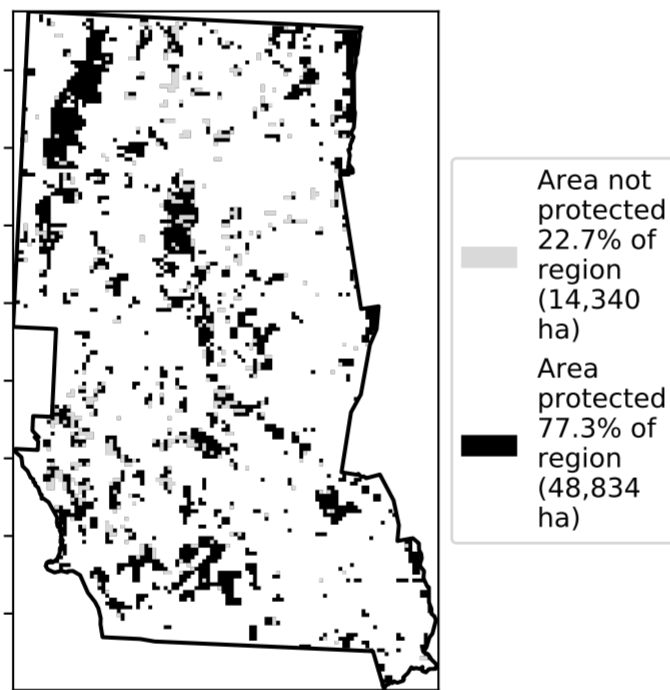 Area not
protected
22.7% of
region
(14,340
ha)
Area
protected
77.3% of
region
(48,834
ha)